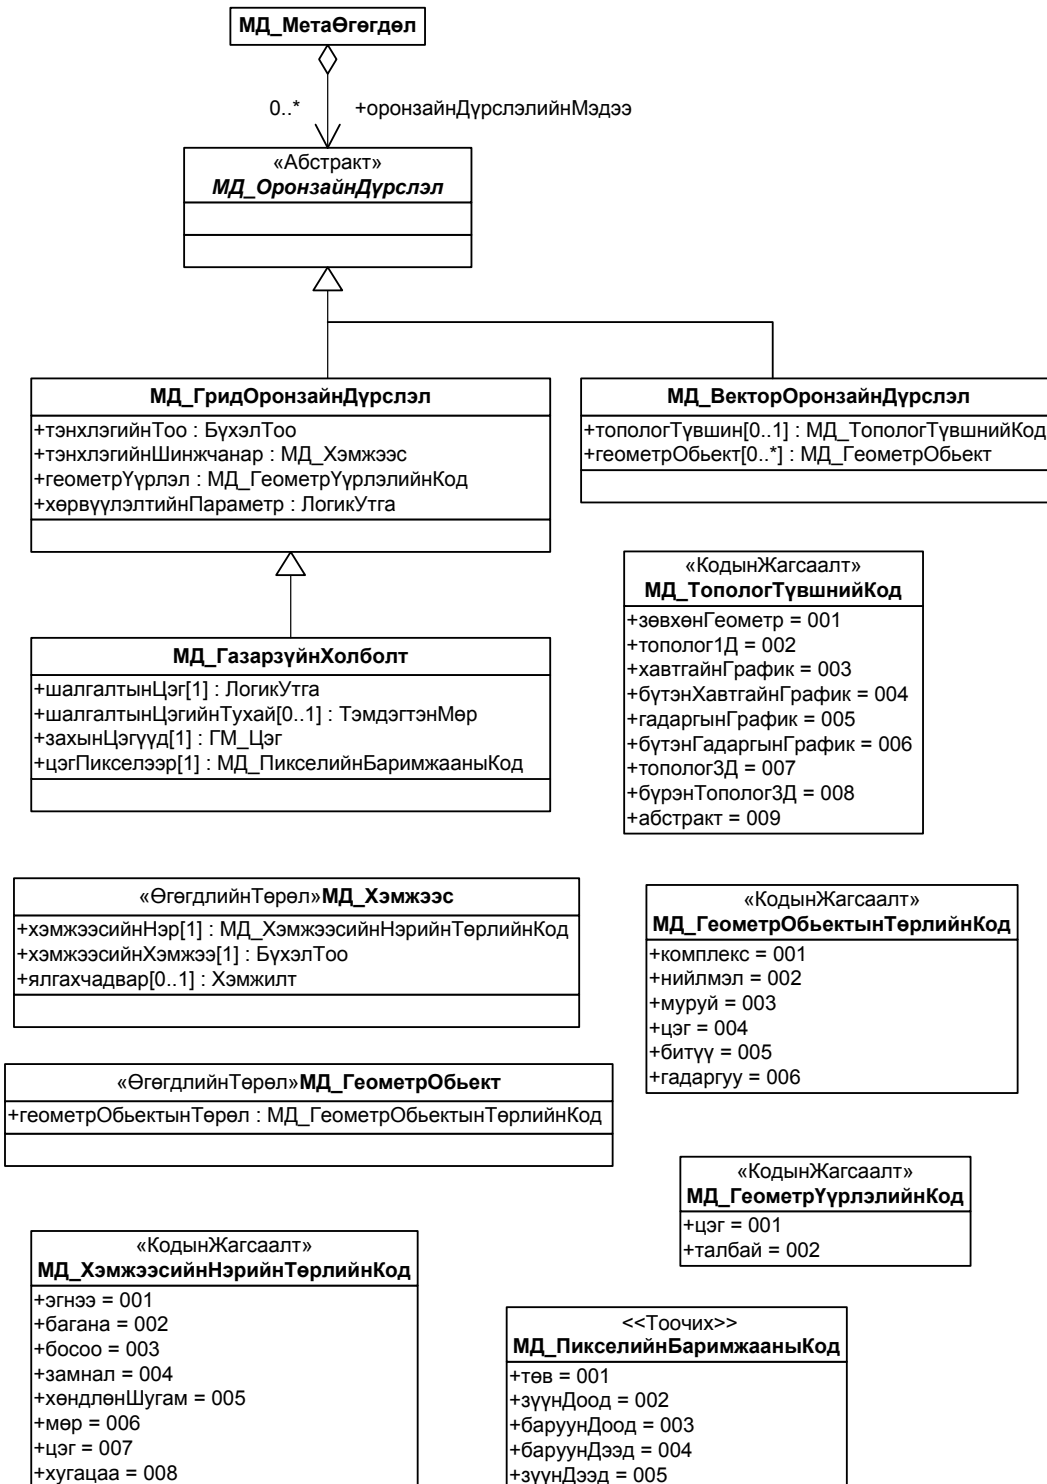 МД_МетаӨгөгдөл
0..*
+оронзайнДүрслэлийнМэдээ
«Абстракт»
МД_ОронзайнДүрслэл
МД_ГридОронзайнДүрслэл
+тэнхлэгийнТоо : БүхэлТоо
+тэнхлэгийнШинжчанар : МД_Хэмжээс
+геометрҮүрлэл : МД_ГеометрҮүрлэлийнКод
+хөрвүүлэлтийнПараметр : ЛогикУтга
МД_ВекторОронзайнДүрслэл
+топологТүвшин[0..1] : МД_ТопологТүвшнийКод
+геометрОбьект[0..*] : МД_ГеометрОбьект
МД_ГазарзүйнХолболт
+шалгалтынЦэг[1] : ЛогикУтга
+шалгалтынЦэгийнТухай[0..1] : ТэмдэгтэнМөр
+захынЦэгүүд[1] : ГМ_Цэг
+цэгПикселээр[1] : МД_ПикселийнБаримжааныКод
«КодынЖагсаалт»
МД_ТопологТүвшнийКод
+зөвхөнГеометр = 001
+тополог1Д = 002
+хавтгайнГрафик = 003
+бүтэнХавтгайнГрафик = 004
+гадаргынГрафик = 005
+бүтэнГадаргынГрафик = 006
+тополог3Д = 007
+бүрэнТополог3Д = 008
+абстракт = 009
«ӨгөгдлийнТөрөл»МД_Хэмжээс
+хэмжээсийнНэр[1] : МД_ХэмжээсийнНэрийнТөрлийнКод
+хэмжээсийнХэмжээ[1] : БүхэлТоо
+ялгахчадвар[0..1] : Хэмжилт
«КодынЖагсаалт»
МД_ГеометрОбьектынТөрлийнКод
+комплекс = 001
+нийлмэл = 002
+муруй = 003
+цэг = 004
+битүү = 005
+гадаргуу = 006
«ӨгөгдлийнТөрөл»МД_ГеометрОбьект
+геометрОбьектынТөрөл : МД_ГеометрОбьектынТөрлийнКод
«КодынЖагсаалт»
МД_ГеометрҮүрлэлийнКод
+цэг = 001
+талбай = 002
«КодынЖагсаалт»
МД_ХэмжээсийнНэрийнТөрлийнКод
+эгнээ = 001
+багана = 002
+босоо = 003
+замнал = 004
+хөндлөнШугам = 005
+мөр = 006
+цэг = 007
+хугацаа = 008
<<Тоочих>>
МД_ПикселийнБаримжааныКод
+төв = 001
+зүүнДоод = 002
+баруунДоод = 003
+баруунДээд = 004
+зүүнДээд = 005